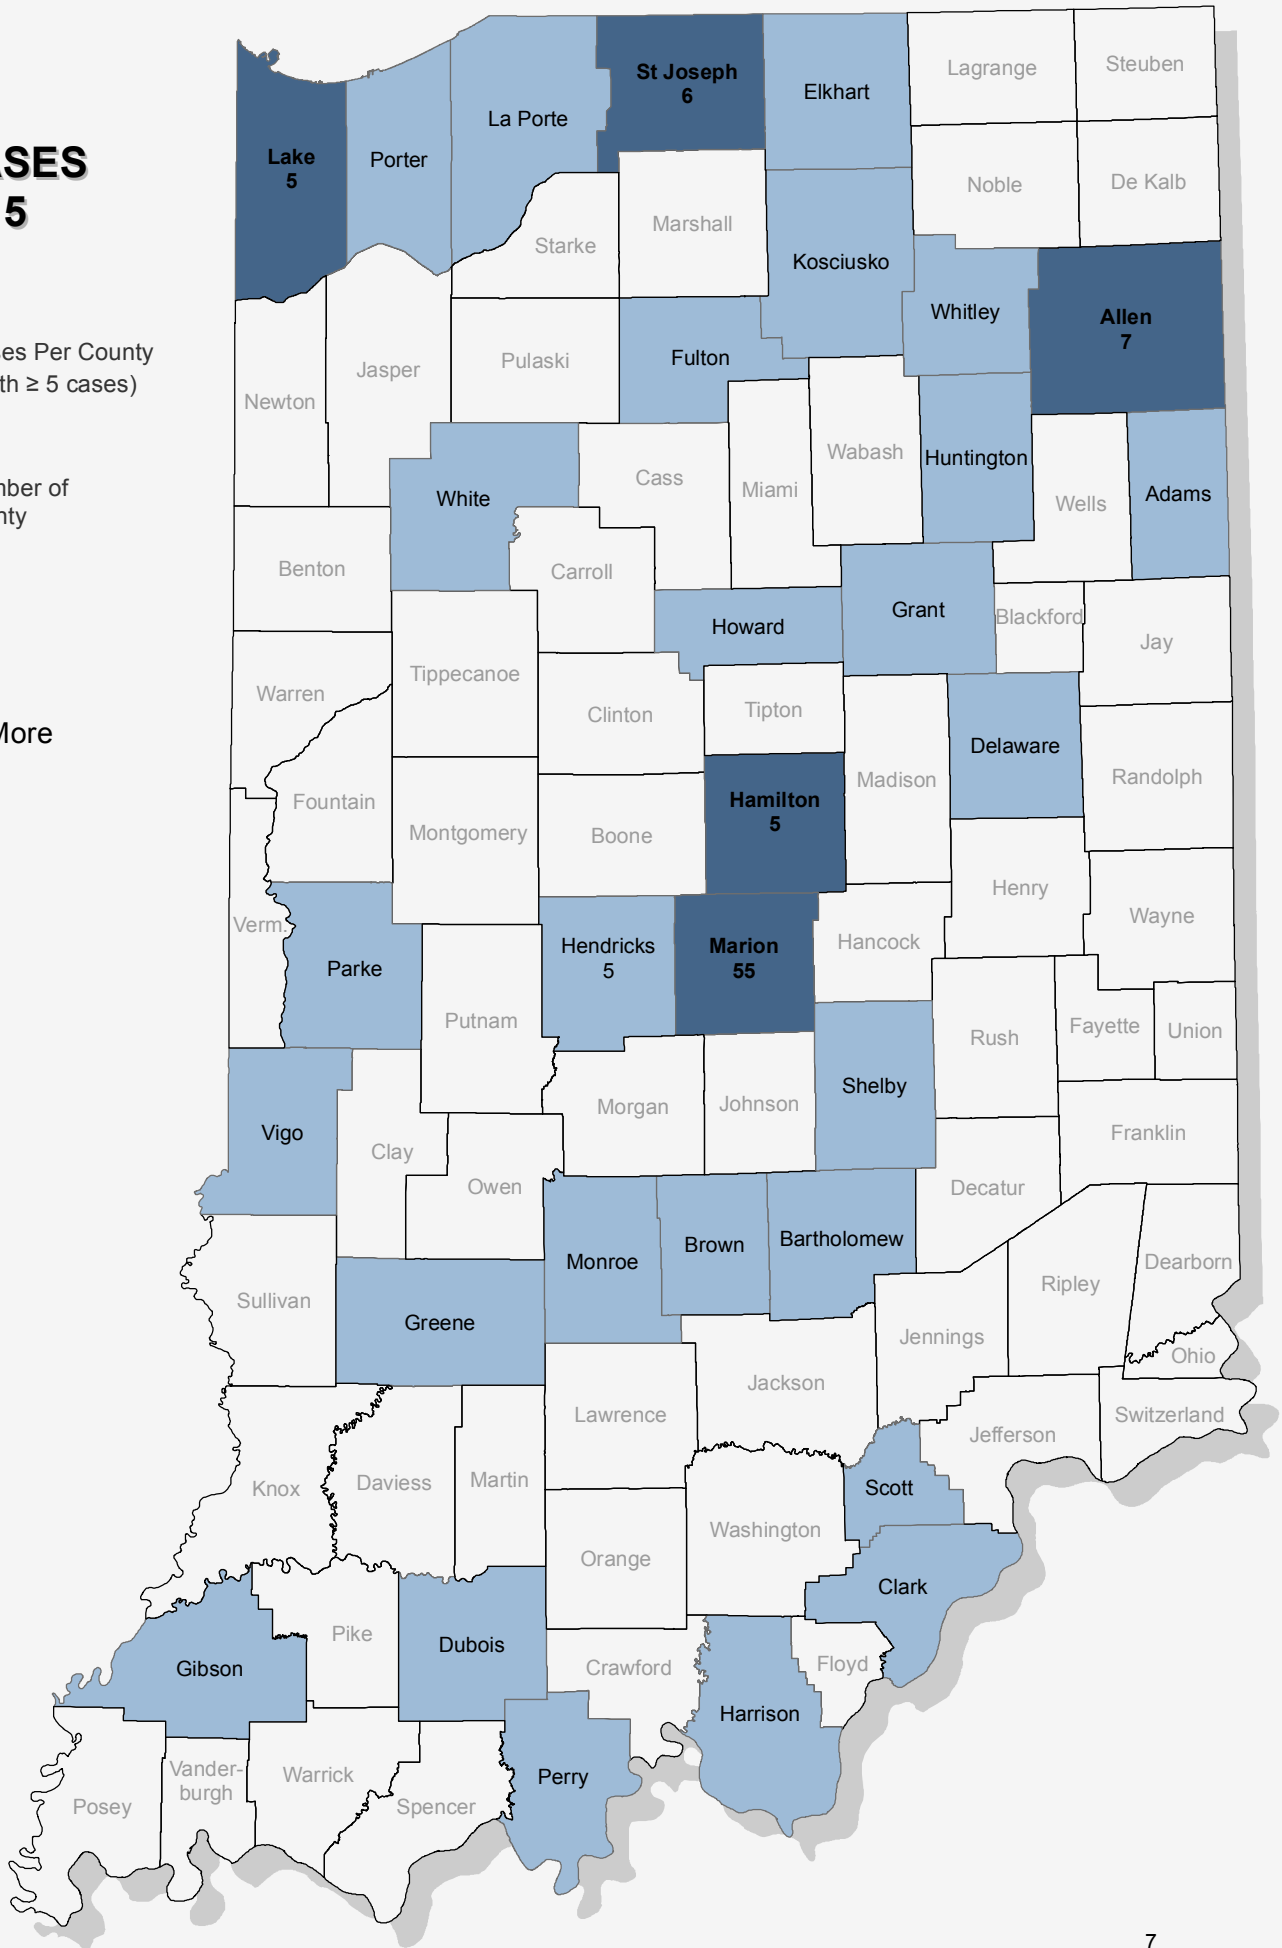 SES
5
es Per County
th ≥ 5 cases)
ber of
nty
More
Lagrange
Steuben
St Joseph
6
Elkhart
La Porte
Lake
5
Porter
Noble
De Kalb
Marshall
Starke
Kosciusko
Whitley
Allen
7
Fulton
Pulaski
Jasper
Newton
Wabash
Huntington
Cass
Miami
White
Wells
Adams
Benton
Carroll
Grant
Blackford
Howard
Jay
Tippecanoe
Warren
Clinton
Tipton
Delaware
Randolph
Madison
Fountain
Hamilton
5
Montgomery
Boone
Henry
Wayne
Verm.
Parke
Hendricks
5
Marion
55
Hancock
Putnam
Rush
Fayette
Union
Shelby
Morgan
Johnson
Vigo
Clay
Franklin
Owen
Decatur
Monroe
Brown
Bartholomew
Dearborn
Sullivan
Ripley
Greene
Jennings
Ohio
Jackson
Lawrence
Switzerland
Jefferson
Knox
Daviess
Martin
Scott
Washington
Orange
Clark
Pike
Dubois
Gibson
Crawford
Floyd
Harrison
Vander-
burgh
Warrick
Perry
Posey
Spencer
7